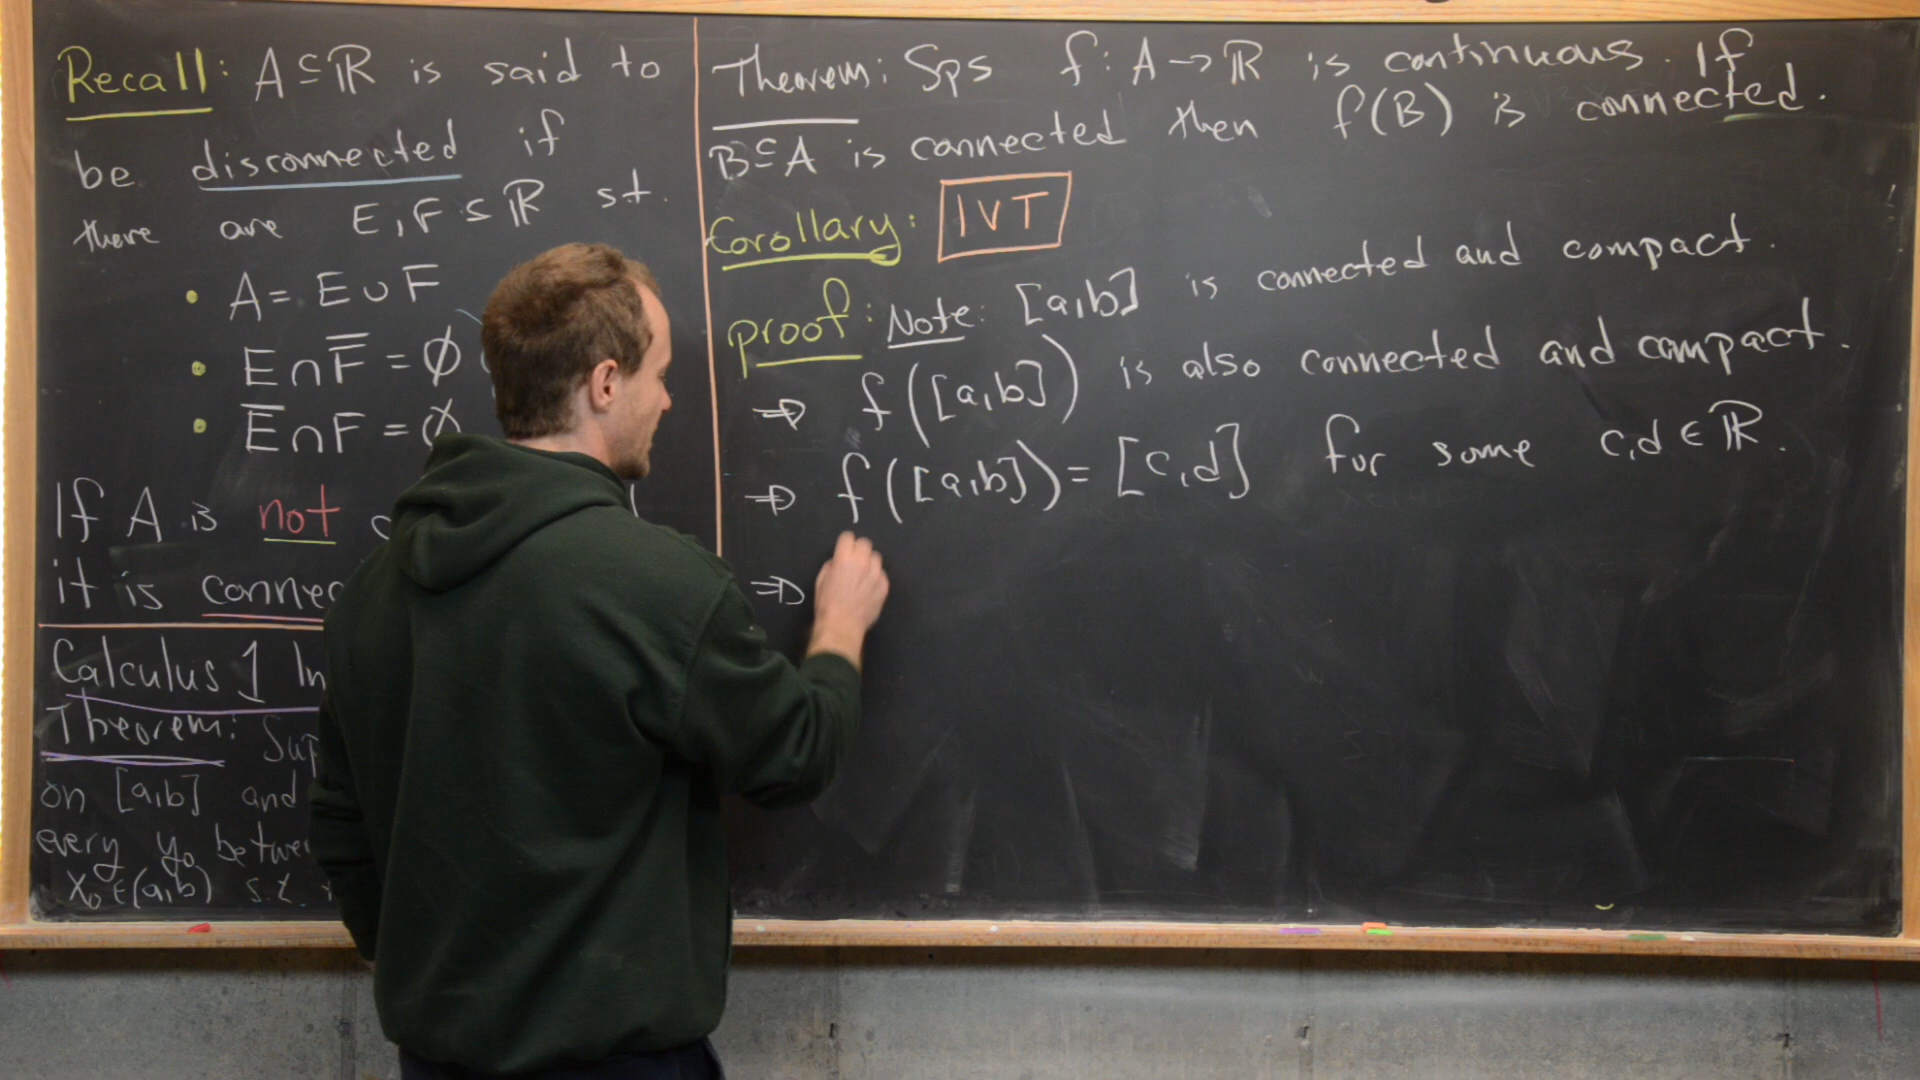 Recall: A ⊆ ℝ is said to
be disconnected if
there are E, F ⊆ ℝ s.t.
• A = E ∪ F
• E ∩ F̅ = ∅
• E̅ ∩ F = ∅
If A is not
it is
Calculus 1
Theorem:
on [a,b] and
every y₀
x₀ ∈ (a,b) s.t.
Theorem: Sps f: A → ℝ is continuous. If
B ⊆ A is connected then f(B) is connected.
Corollary: IVT
proof: Note: [a,b] is connected and compact.
⇒ f([a,b]) is also connected and compact.
⇒ f([a,b]) = [c,d] for some c,d ∈ ℝ.
⇒